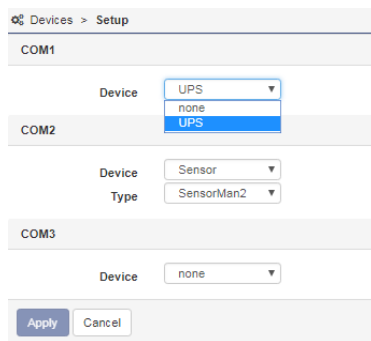 Devices > Setup
COM1
Device UPS
none
UPS
COM2
Device Sensor
Type SensorMan2
COM3
Device none
Apply Cancel